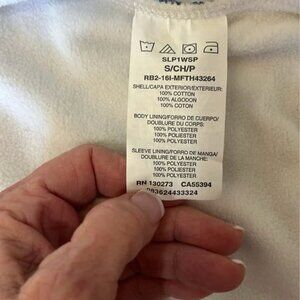 SLP1WSP
S/CH/P
RB2-16I-MFTH43264
SHELL/CAPA EXTERIOR/EXTERIEUR:
100% COTTON
100% ALGODON
100% COTON
BODY LINING/FORRO DE CUERPO/
DOUBLURE DU CORPS:
100% POLYESTER
100% POLIESTER
100% POLYESTER
SLEEVE LINING/FORRO DE MANGA/
DOUBLURE DE LA MANCHE:
100% POLYESTER
100% POLIESTER
100% POLYESTER
RN 130273 CA55394